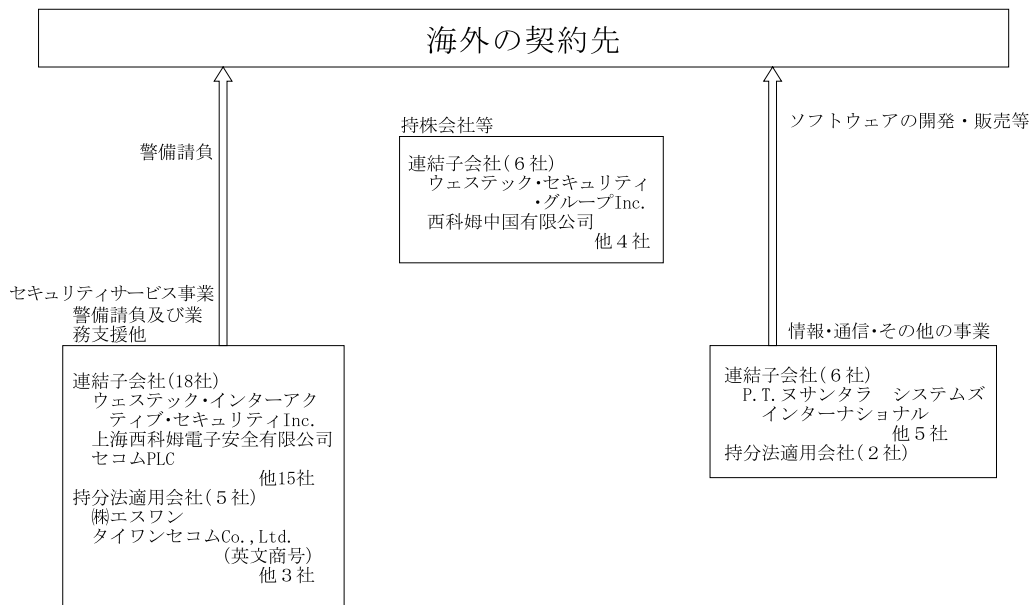 海外の契約先
警備請負
ソフトウェアの開発・販売等
持株会社等
連結子会社(6社)
ウェステック・セキュリティ
・グループInc.
西科姆中国有限公司
他4社
セキュリティサービス事業
警備請負及び業
務支援他
連結子会社(18社)
ウェステック・インターアク
ティブ・セキュリティInc.
上海西科姆電子安全有限公司
セコムPLC
他15社
持分法適用会社(5社)
㈱エスワン
タイワンセコムCo.,Ltd.
(英文商号)
他3社
情報・通信・その他の事業
連結子会社(6社)
P.T.ヌサンタラ　システムズ
インターナショナル
他5社
持分法適用会社(2社)